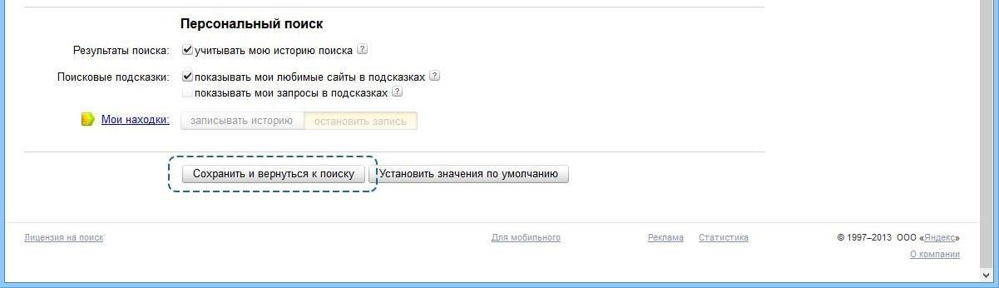 Персональный поиск
Результаты поиска: учитывать мою историю поиска ?
Поисковые подсказки: показывать мои любимые сайты в подсказках ?
показывать мои запросы в подсказках ?
Мои находки: записывать историю остановить запись
Сохранить и вернуться к поиску Установить значения по умолчанию
Лицензия на поиск Для мобильного Реклама Статистика © 1997–2013 ООО «Яндекс»
О компании